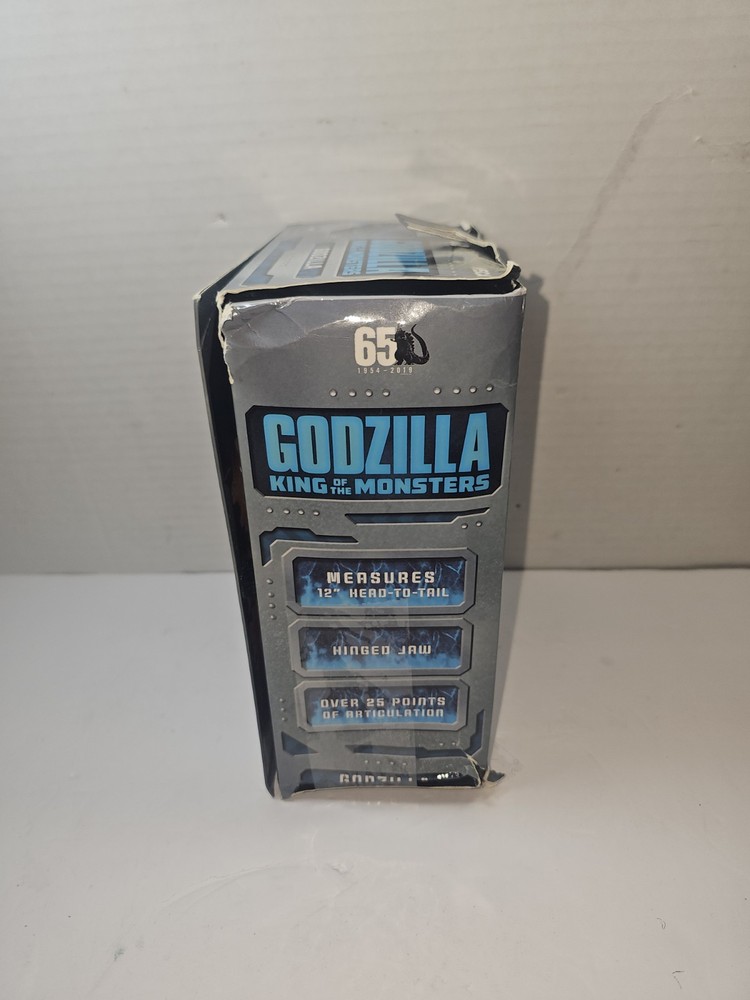 65
1954-2019
GODZILLA
KING OF THE MONSTERS
MEASURES
12" HEAD-TO-TAIL
HINGED JAW
OVER 25 POINTS
OF ARTICULATION